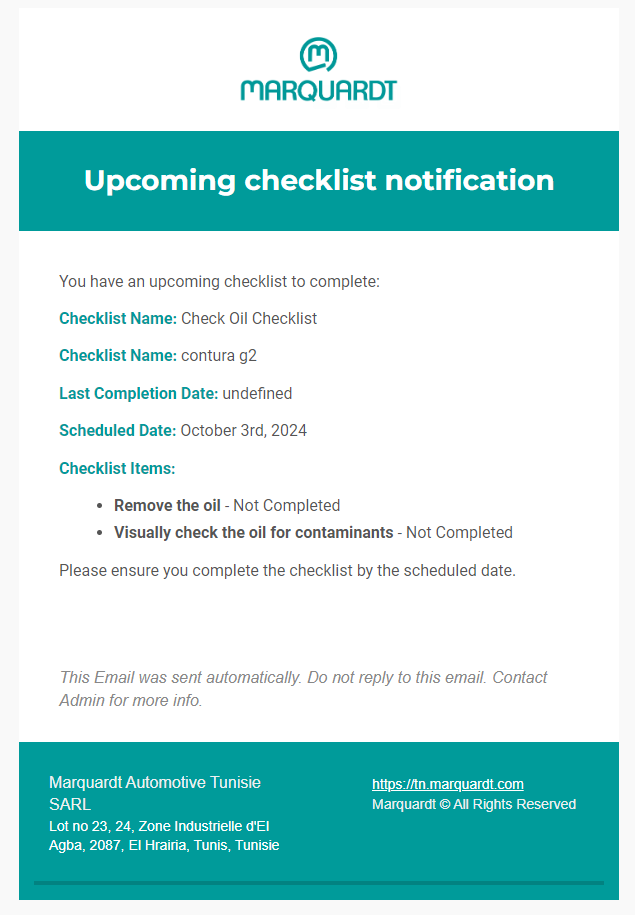 MARQUARDT
Upcoming checklist notification
You have an upcoming checklist to complete:
Checklist Name: Check Oil Checklist
Checklist Name: contura g2
Last Completion Date: undefined
Scheduled Date: October 3rd, 2024
Checklist Items:
• Remove the oil - Not Completed
• Visually check the oil for contaminants - Not Completed
Please ensure you complete the checklist by the scheduled date.
This Email was sent automatically. Do not reply to this email. Contact
Admin for more info.
Marquardt Automotive Tunisie
SARL
Lot no 23, 24, Zone Industrielle d'El
Agba, 2087, El Hrairia, Tunis, Tunisie
https://tn.marquardt.com
Marquardt © All Rights Reserved